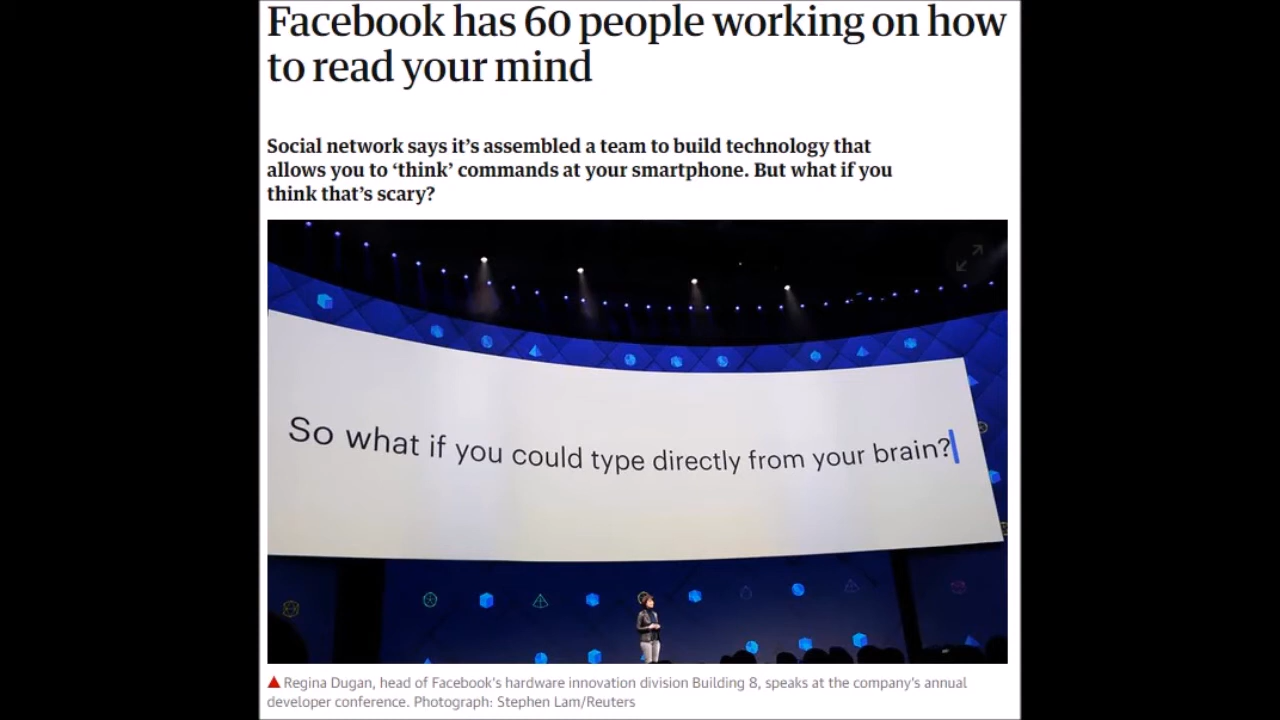 Facebook has 60 people working on how
to read your mind
Social network says it’s assembled a team to build technology that
allows you to ‘think’ commands at your smartphone. But what if you
think that’s scary?
So what if you could type directly from your brain?
Regina Dugan, head of Facebook’s hardware innovation division Building 8, speaks at the company’s annual
developer conference. Photograph: Stephen Lam/Reuters